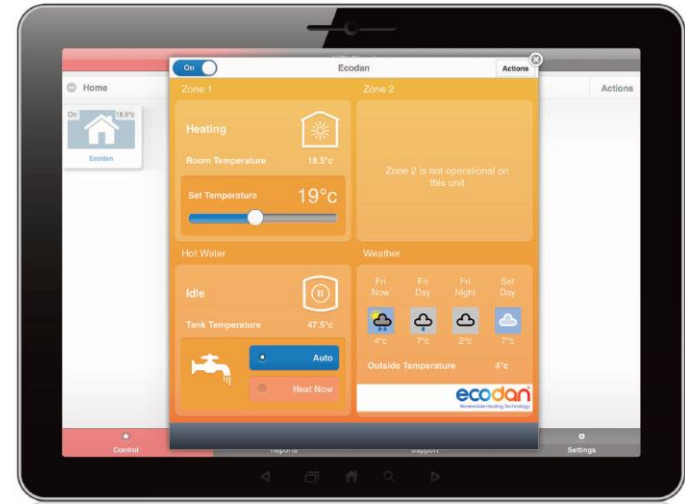 On
Ecodan
Actions
Home
Actions
On
18.5°c
Ecodan
Zone 1
Zone 2
Heating
Room Temperature
18.5°c
Set Temperature
19°c
Zone 2 is not operational on
this unit
Hot Water
Weather
Idle
Tank Temperature
47.5°c
Auto
Heat Now
Fri
Now
Fri
Day
Fri
Night
Sat
Day
4°c
7°c
2°c
7°c
Outside Temperature
4°c
ecodan
Renewable Heating Technology
Control
Reports
Support
Settings